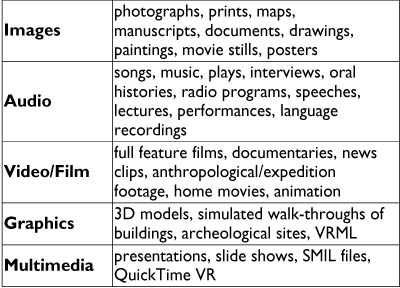 Images
photographs, prints, maps,
manuscripts, documents, drawings,
paintings, movie stills, posters
Audio
songs, music, plays, interviews, oral
histories, radio programs, speeches,
lectures, performances, language
recordings
Video/Film
full feature films, documentaries, news
clips, anthropological/expedition
footage, home movies, animation
Graphics
3D models, simulated walk-throughs of
buildings, archeological sites, VRML
Multimedia
presentations, slide shows, SMIL files,
QuickTime VR